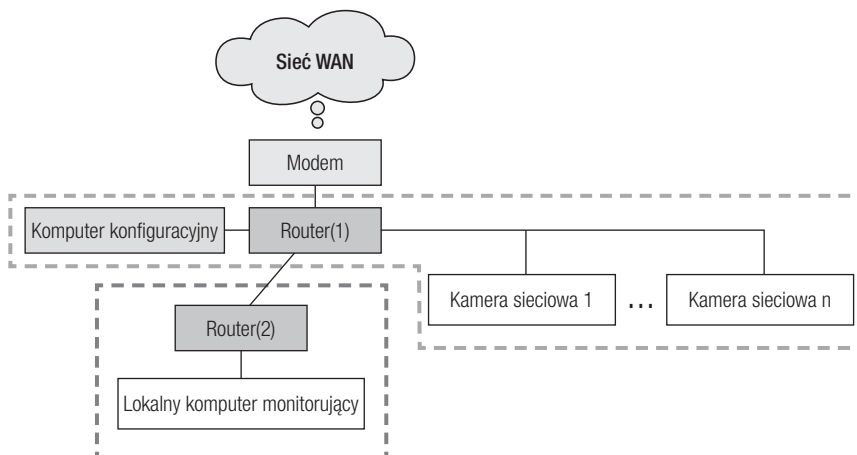 Sieć WAN
Modem
Komputer konfiguracyjny
Router(1)
Kamera sieciowa 1
...
Kamera sieciowa n
Router(2)
Lokalny komputer monitorujący